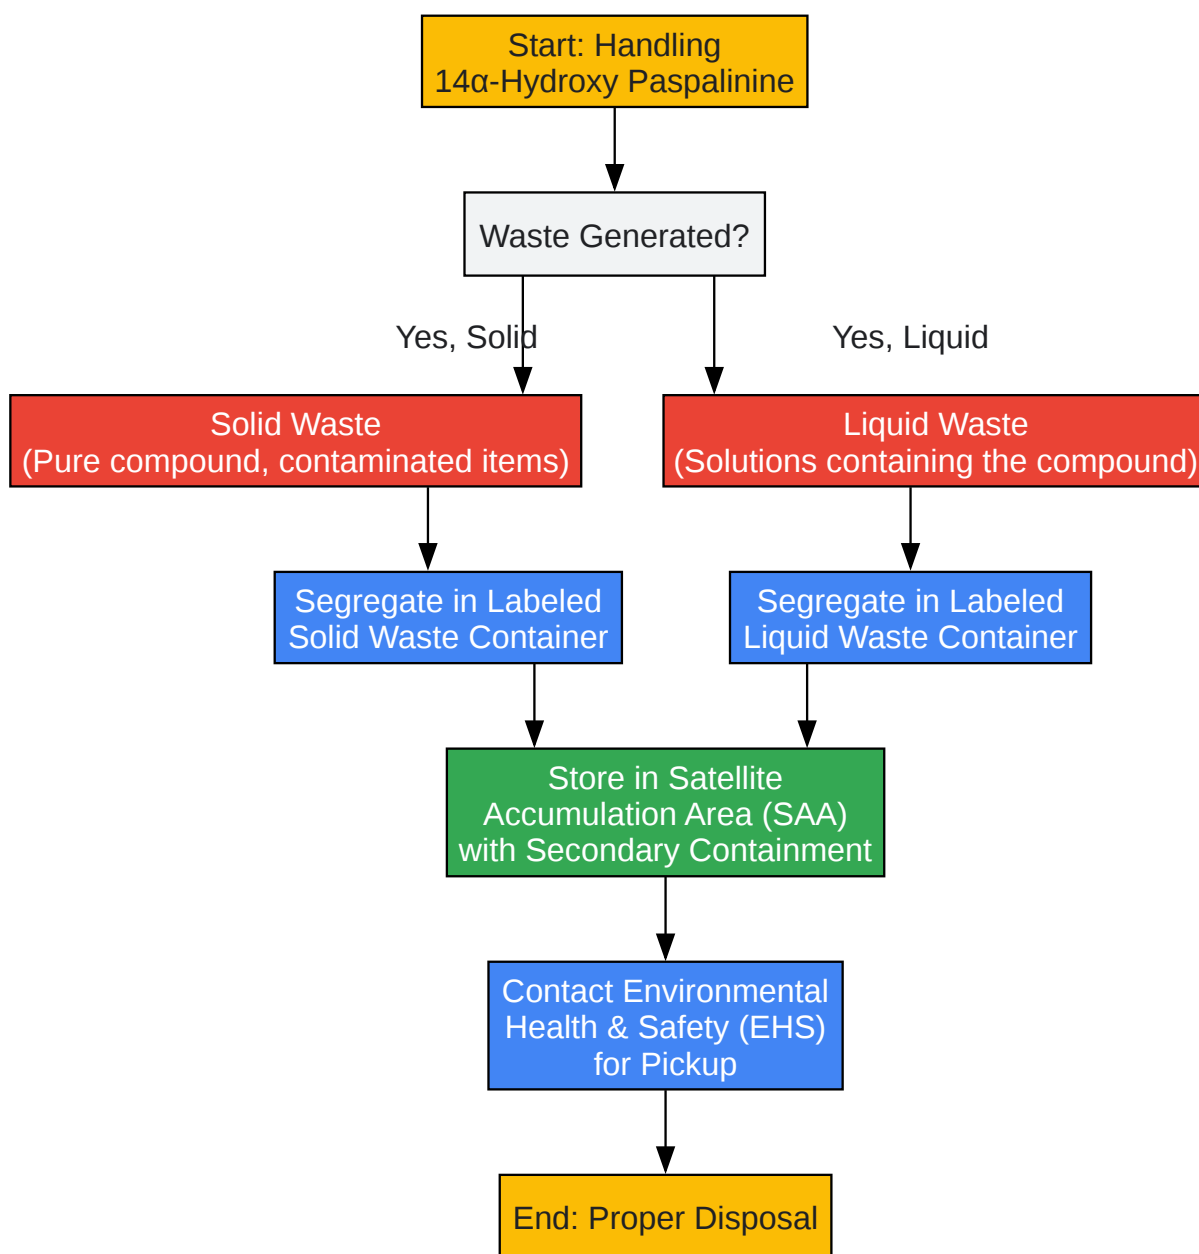 Start: Handling
14α-Hydroxy Paspalinine
Waste Generated?
Yes, Solid
Yes, Liquid
Solid Waste
(Pure compound, contaminated items)
Liquid Waste
(Solutions containing the compound)
Segregate in Labeled
Solid Waste Container
Segregate in Labeled
Liquid Waste Container
Store in Satellite
Accumulation Area (SAA)
with Secondary Containment
Contact Environmental
Health & Safety (EHS)
for Pickup
End: Proper Disposal